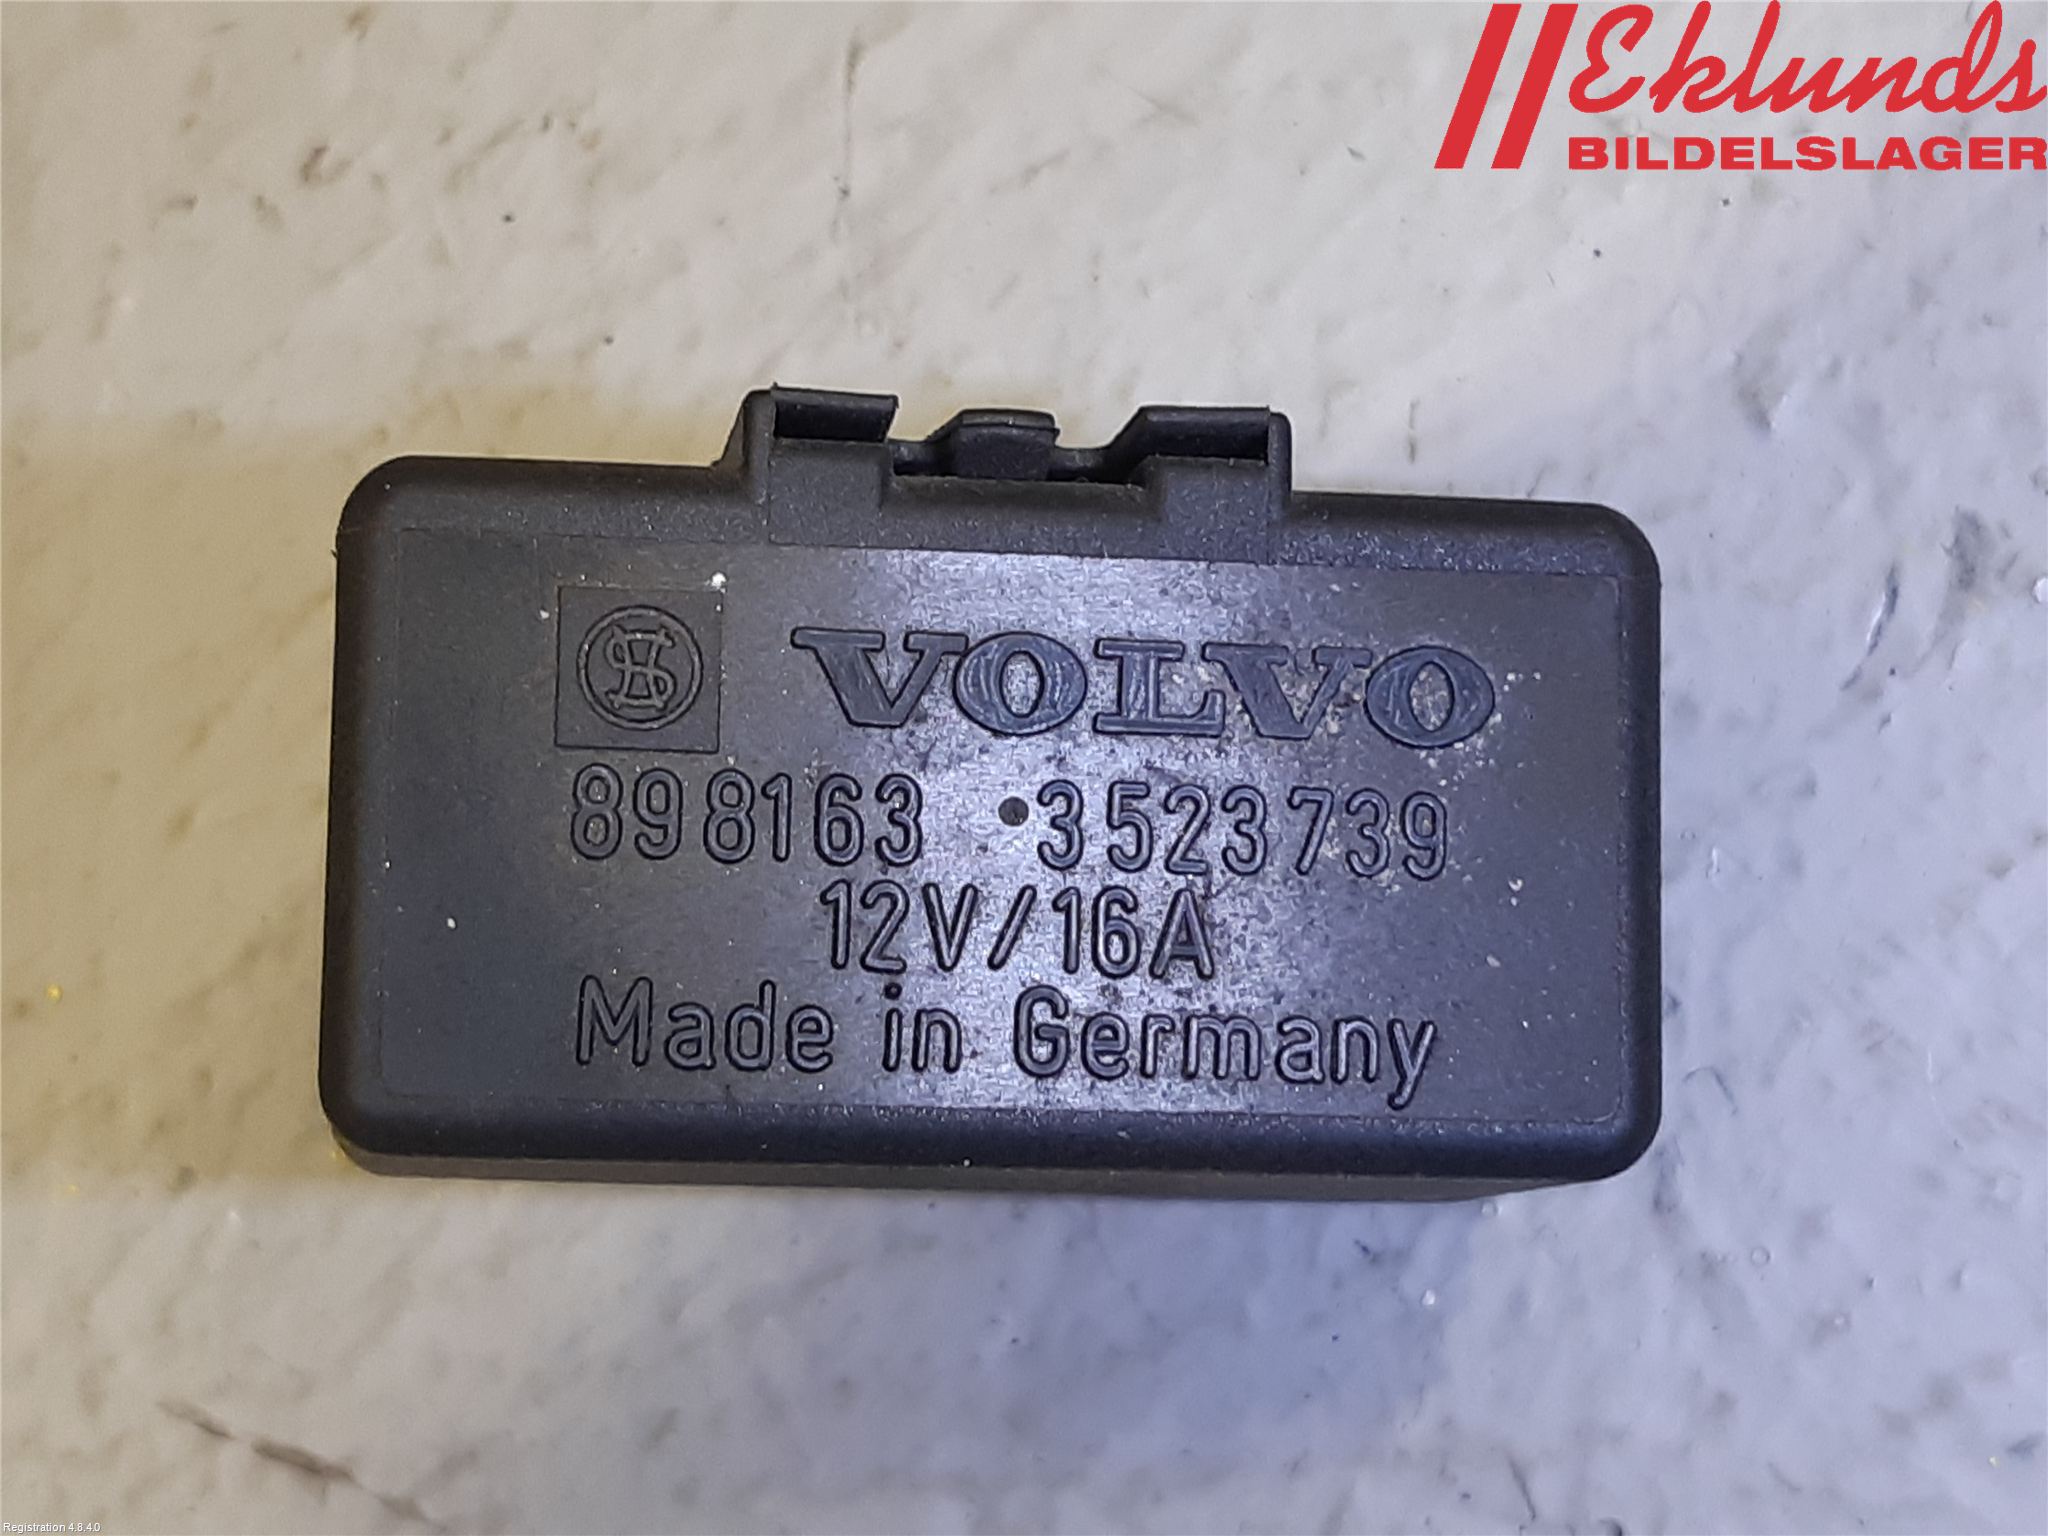 Eklunds
BILDELSLAGER
VOLVO
898163 • 3523739
12V/16A
Made in Germany
Registration 4.8.4.0